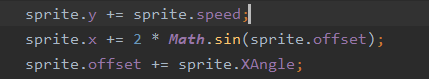 sprite.y += sprite.speed;
sprite.x += 2 * Math.sin(sprite.offset);
sprite.offset += sprite.XAngle;